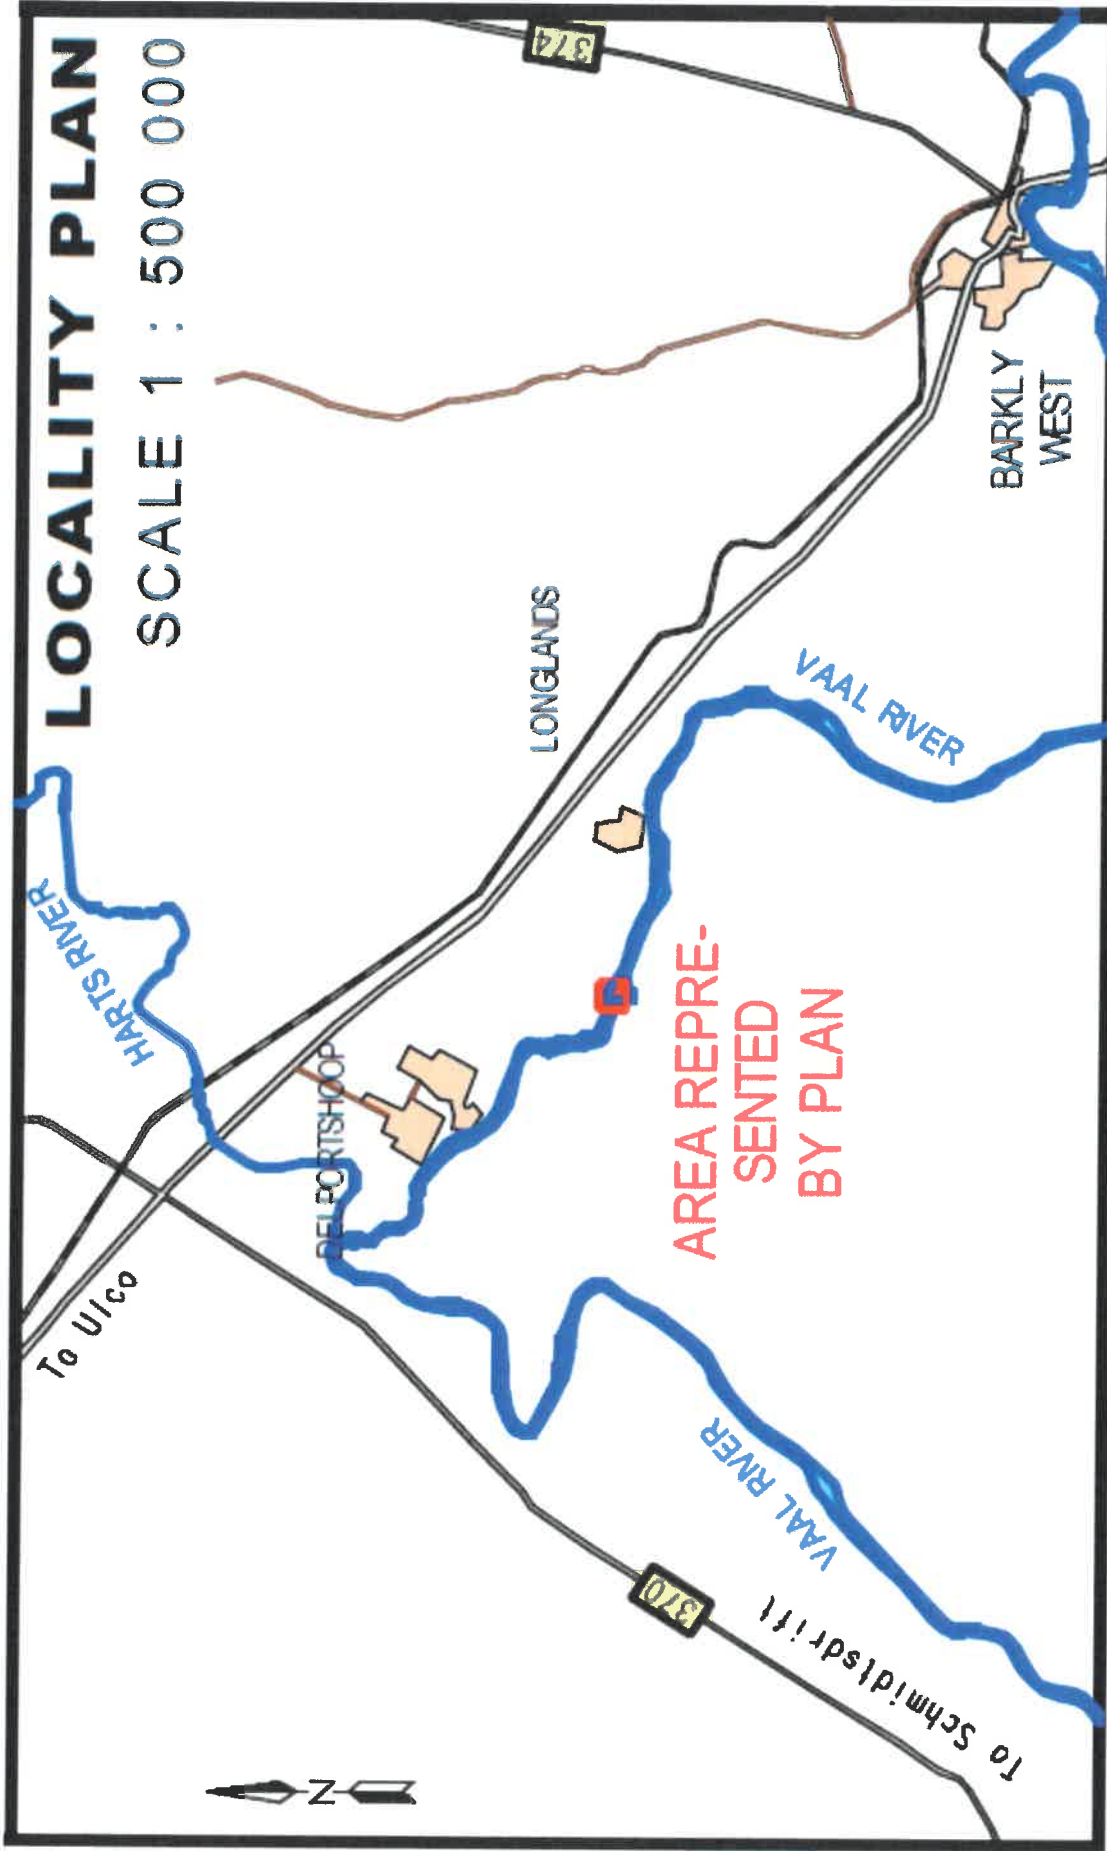 LOCALITY PLAN
SCALE 1 : 500 000
374
HARTS RIVER
LONGLANDS
To Ulco
DELPORTSHOOP
BARKLY
WEST
VAAL RIVER
AREA REPRE-
SENTED
BY PLAN
VAAL RIVER
370
To Schmidtsdrift
N